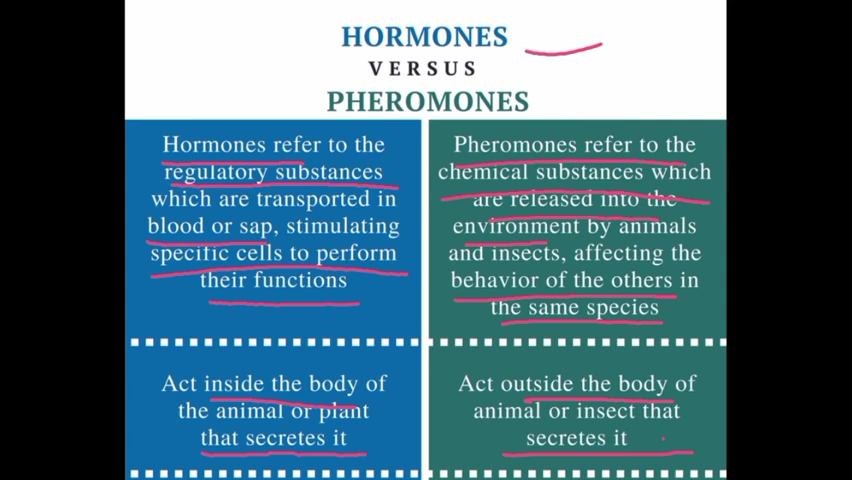 HORMONES
VERSUS
PHEROMONES
Hormones refer to the
regulatory substances
which are transported in
blood or sap, stimulating
specific cells to perform
their functions
Pheromones refer to the
chemical substances which
are released into the
environment by animals
and insects, affecting the
behavior of the others in
the same species
Act inside the body of
the animal or plant
that secretes it
Act outside the body of
animal or insect that
secretes it